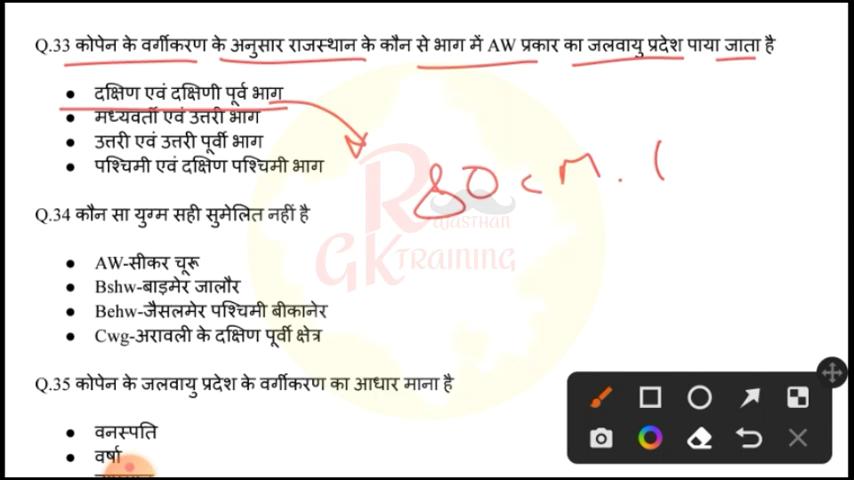 Q.33 कोपेन के वर्गीकरण के अनुसार राजस्थान के कौन से भाग में AW प्रकार का जलवायु प्रदेश पाया जाता है
● दक्षिण एवं दक्षिणी पूर्व भाग
● मध्यवर्ती एवं उत्तरी भाग
● उत्तरी एवं उत्तरी पूर्वी भाग
● पश्चिमी एवं दक्षिण पश्चिमी भाग
80 c m. (
RAJASTHAN
GK TRAINING
Q.34 कौन सा युग्म सही सुमेलित नहीं है
● AW-सीकर चूरू
● Bshw-बाड़मेर जालौर
● Behw-जैसलमेर पश्चिमी बीकानेर
● Cwg-अरावली के दक्षिण पूर्वी क्षेत्र
Q.35 कोपेन के जलवायु प्रदेश के वर्गीकरण का आधार माना है
● वनस्पति
● वर्षा